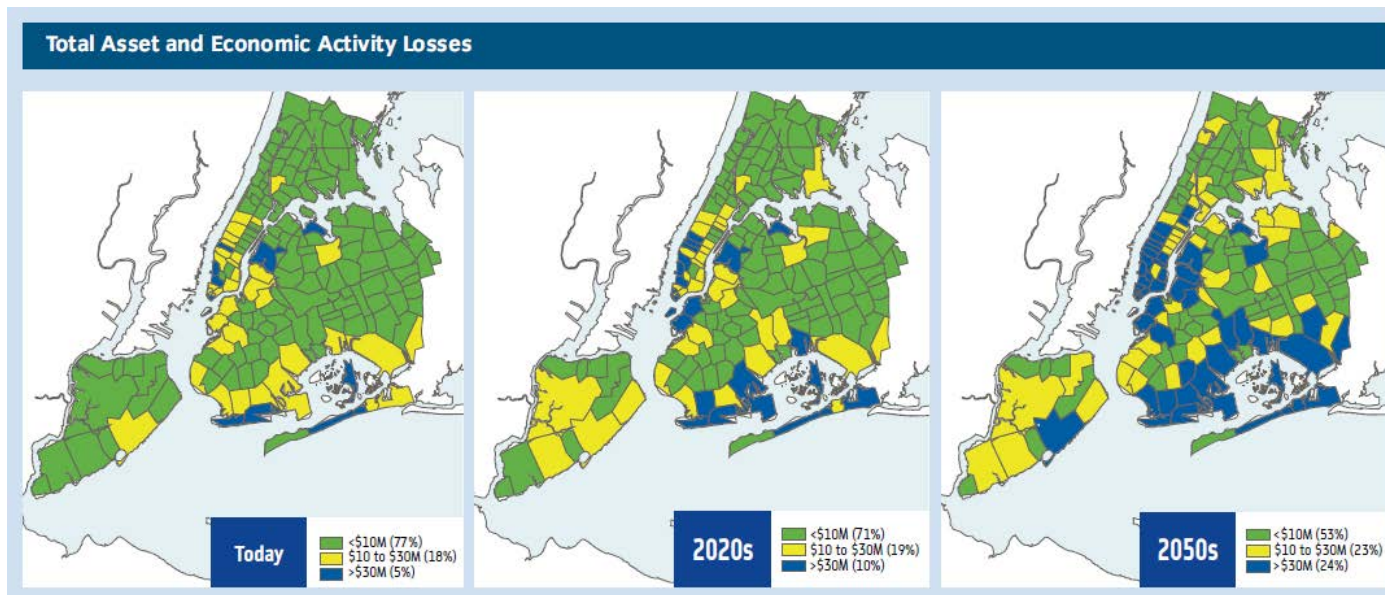 Total Asset and Economic Activity Losses
Today
<$10M (77%)
$10 to $30M (18%)
>$30M (5%)
2020s
<$10M (71%)
$10 to $30M (19%)
>$30M (10%)
2050s
<$10M (53%)
$10 to $30M (23%)
>$30M (24%)